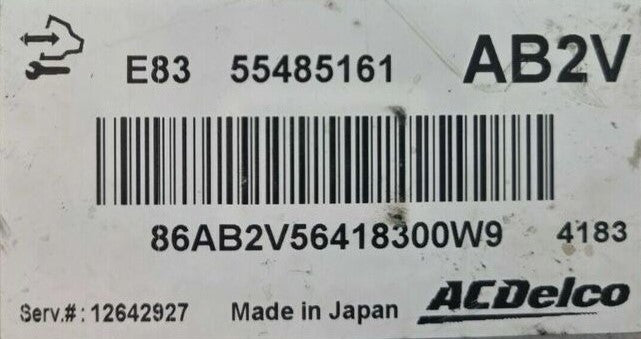 E83 55485161 AB2V
86AB2V56418300W9 4183
Serv.#: 12642927 Made in Japan ACDelco